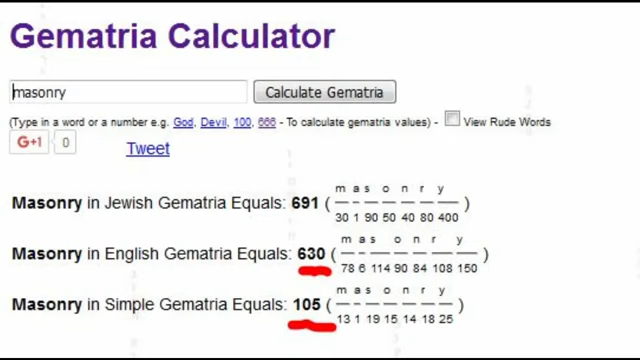 Gematria Calculator
masonry Calculate Gematria
(Type in a word or a number e.g. God, Devil, 100, 666 - To calculate gematria values) - View Rude Words
G+1 0 Tweet
m a s o n r y
Masonry in Jewish Gematria Equals: 691 ( )
30 1 90 50 40 80 400
m a s o n r y
Masonry in English Gematria Equals: 630 ( )
78 6 114 90 84 108 150
m a s o n r y
Masonry in Simple Gematria Equals: 105 ( )
13 1 19 15 14 18 25